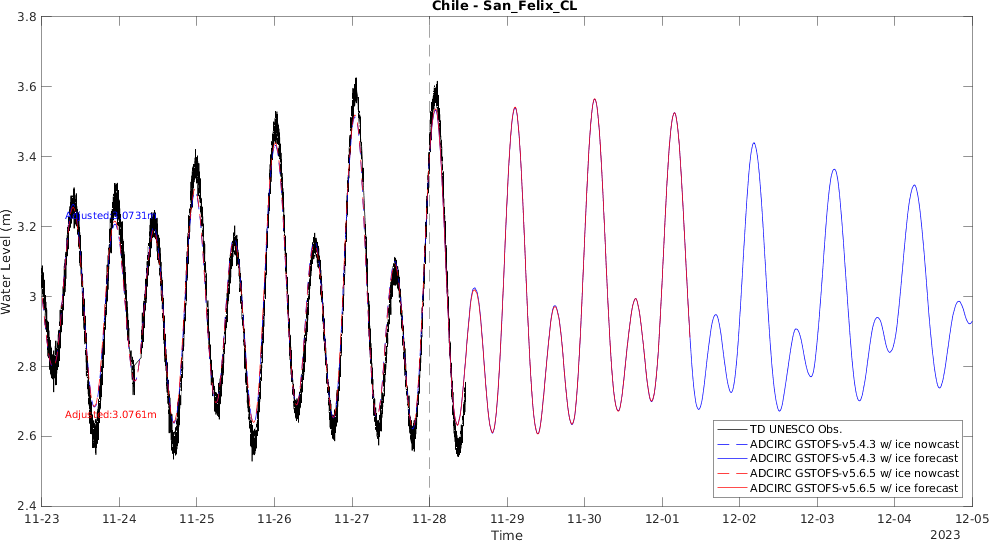 Chile - San_Felix_CL
3.8
3.6
3.4
3.2
3
2.8
2.6
2.4
Water Level (m)
Adjusted:3.0731m
Adjusted:3.0761m
TD UNESCO Obs.
ADCIRC GSTOFS-v5.4.3 w/ ice nowcast
ADCIRC GSTOFS-v5.4.3 w/ ice forecast
ADCIRC GSTOFS-v5.6.5 w/ ice nowcast
ADCIRC GSTOFS-v5.6.5 w/ ice forecast
11-23 11-24 11-25 11-26 11-27 11-28 11-29 11-30 12-01 12-02 12-03 12-04 12-05
Time
2023